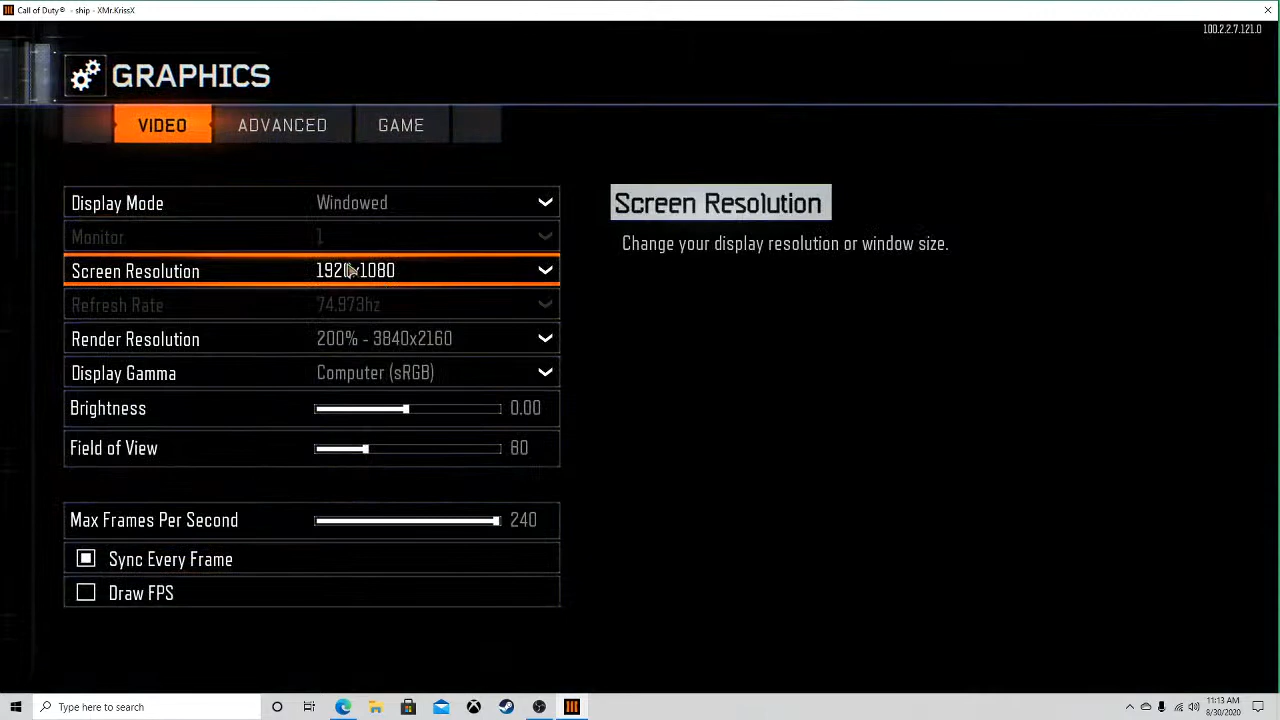 Call of Duty® - ship - XMr.KrissX
100.2.2.7.121.0
GRAPHICS
VIDEO ADVANCED GAME
Display Mode Windowed
Monitor 1
Screen Resolution 1920x1080
Refresh Rate 74.973hz
Render Resolution 200% - 3840x2160
Display Gamma Computer (sRGB)
Brightness 0.00
Field of View 80
Max Frames Per Second 240
Sync Every Frame
Draw FPS
Screen Resolution
Change your display resolution or window size.
Type here to search
11:13 AM
8/30/2020